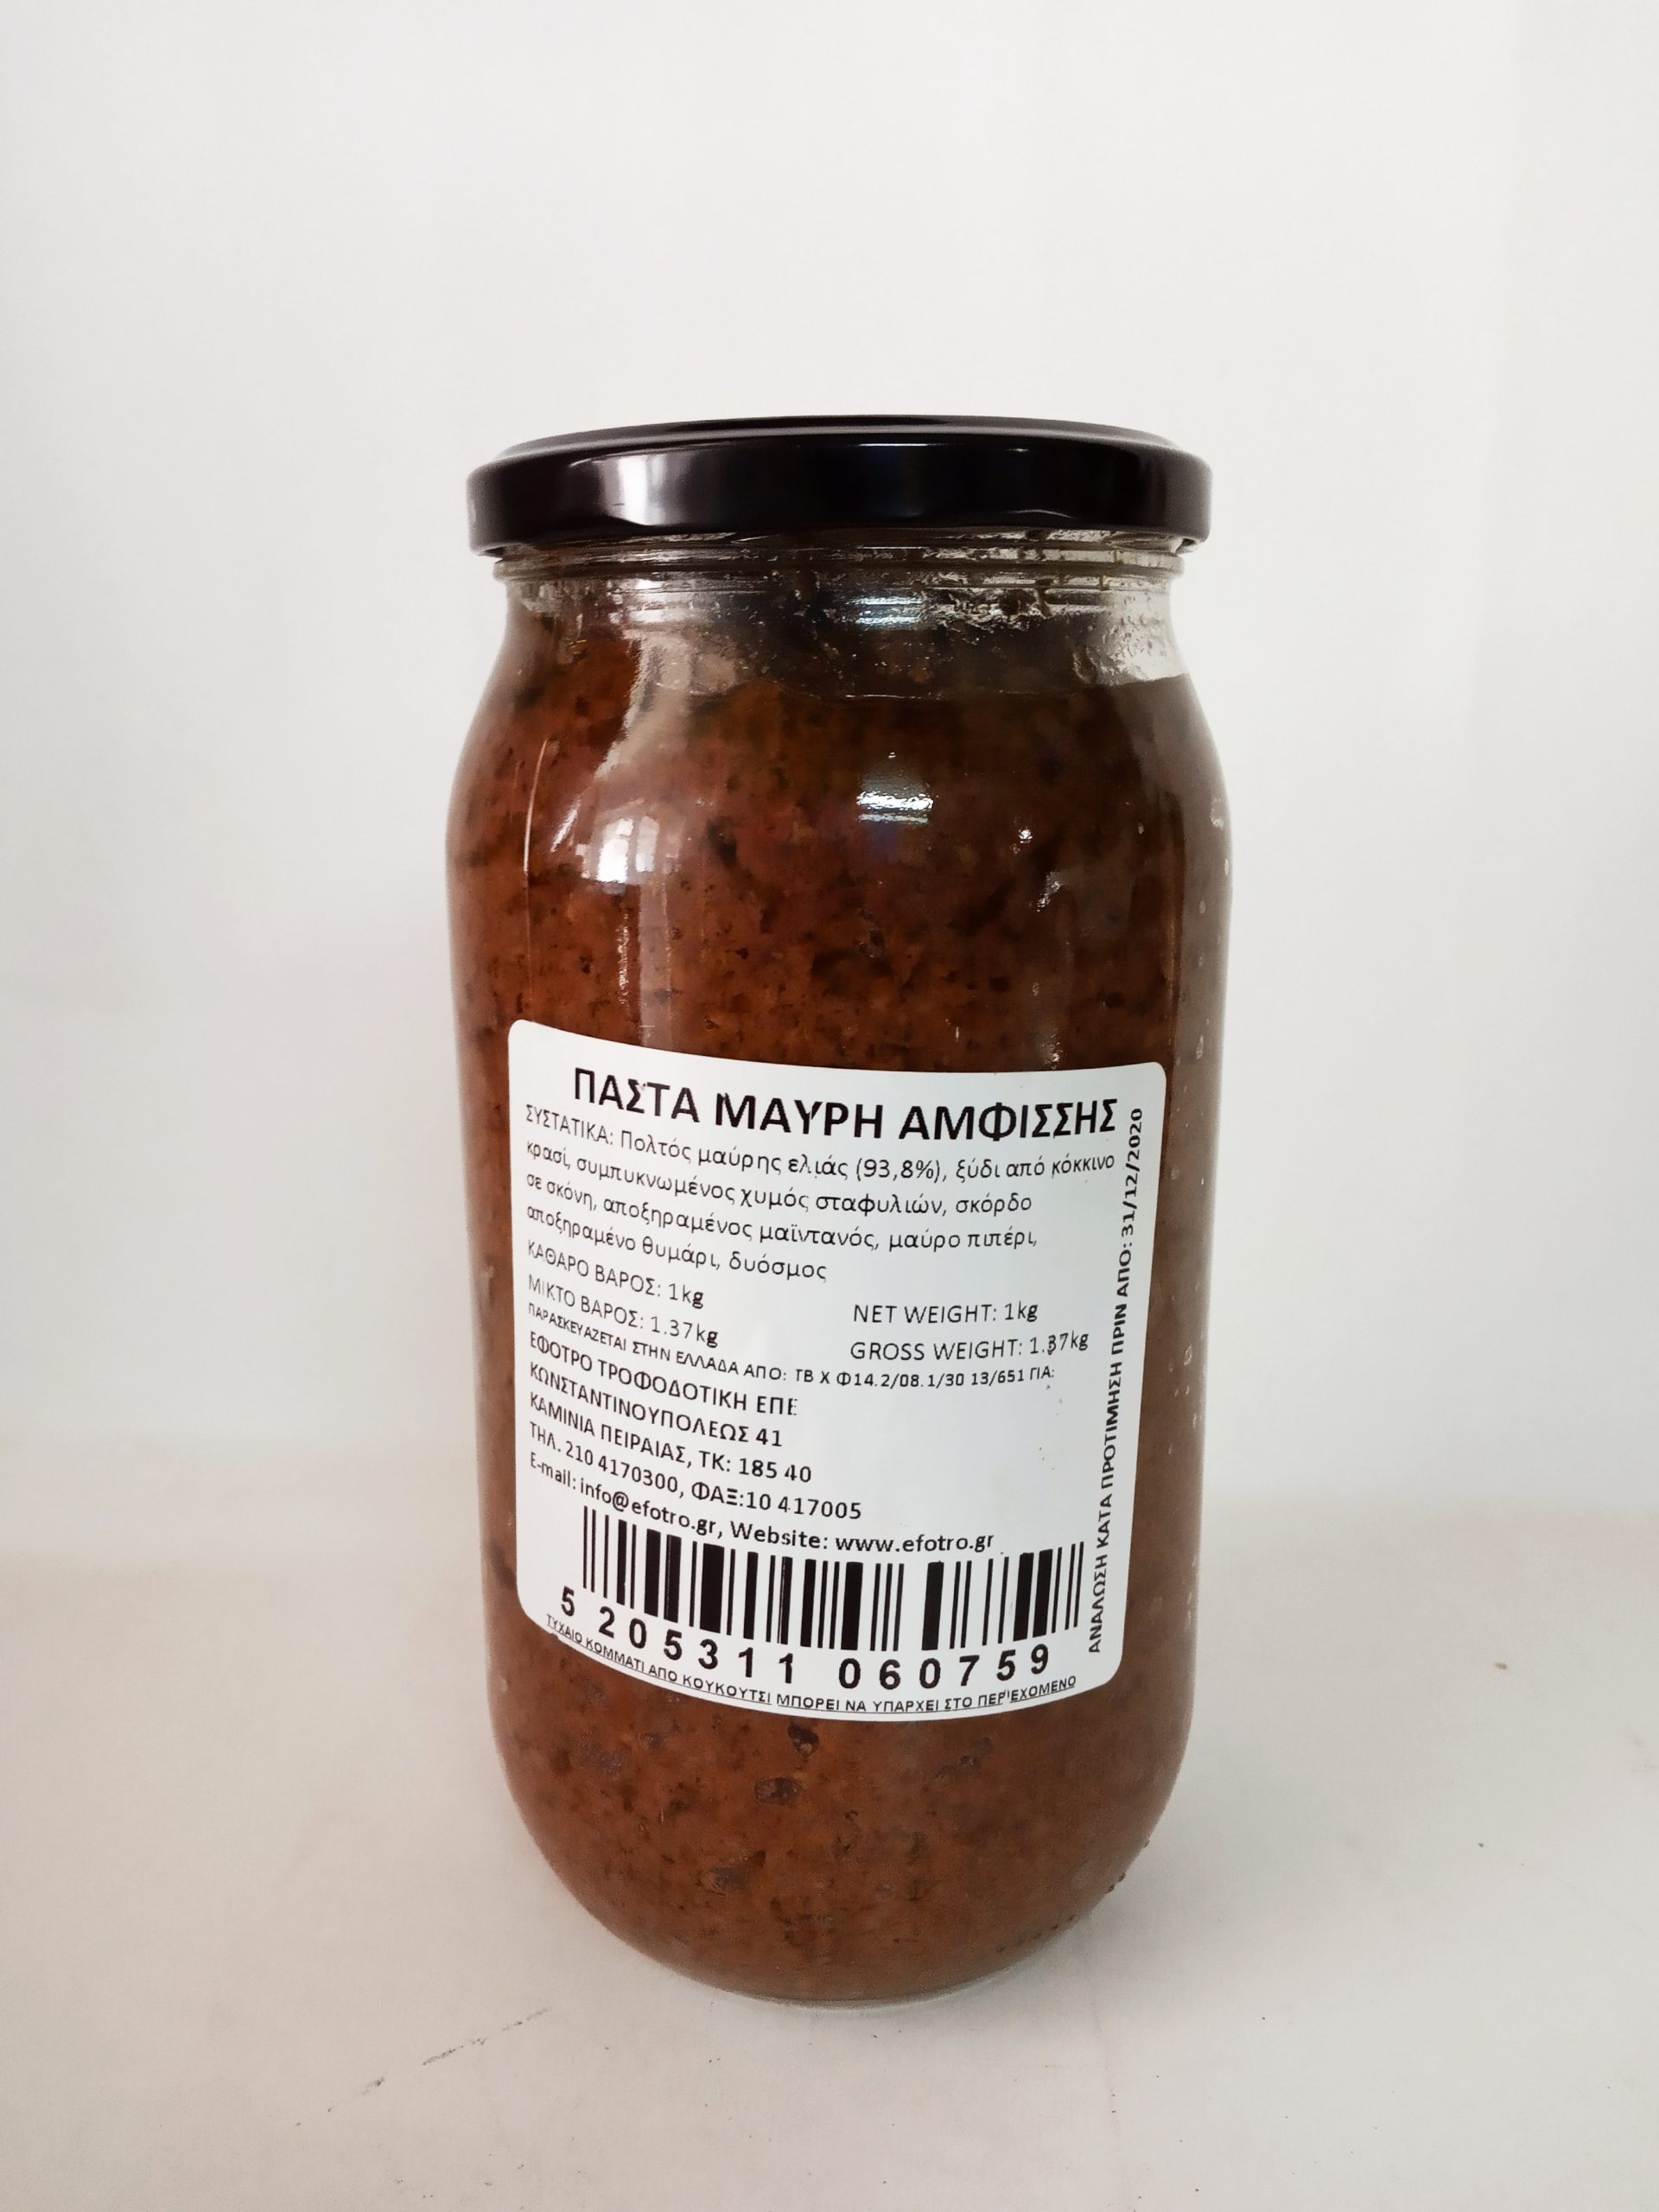 ΠΑΣΤΑ ΜΑΥΡΗ ΑΜΦΙΣΣΗΣ
ΣΥΣΤΑΤΙΚΑ: Πολτός μαύρης ελιάς (93,8%), ξύδι από κόκκινο
κρασί, συμπυκνωμένος χυμός σταφυλιών, σκόρδο
σε σκόνη, αποξηραμένος μαϊντανός, μαύρο πιπέρι,
αποξηραμένο θυμάρι, δυόσμος
ΚΑΘΑΡΟ ΒΑΡΟΣ: 1kg NET WEIGHT: 1kg
ΜΙΚΤΟ ΒΑΡΟΣ: 1.37kg GROSS WEIGHT: 1.37kg
ΠΑΡΑΣΚΕΥΑΖΕΤΑΙ ΣΤΗΝ ΕΛΛΑΔΑ ΑΠΟ: ΤΒ Χ Φ14.2/08.1/30 13/651 ΓΙΑ:
ΕΦΟΤΡΟ ΤΡΟΦΟΔΟΤΙΚΗ ΕΠΕ
ΚΩΝΣΤΑΝΤΙΝΟΥΠΟΛΕΩΣ 41
ΚΑΜΙΝΙΑ ΠΕΙΡΑΙΑΣ, ΤΚ: 185 40
ΤΗΛ. 210 4170300, ΦΑΞ:10 417005
E-mail: info@efotro.gr, Website: www.efotro.gr
5 205311 060759
ΤΥΧΑΙΟ ΚΟΜΜΑΤΙ ΑΠΟ ΚΟΥΚΟΥΤΣΙ ΜΠΟΡΕΙ ΝΑ ΥΠΑΡΧΕΙ ΣΤΟ ΠΕΡΙΕΧΟΜΕΝΟ
ΑΝΑΛΩΣΗ ΚΑΤΑ ΠΡΟΤΙΜΗΣΗ ΠΡΙΝ ΑΠΟ: 31/12/2020